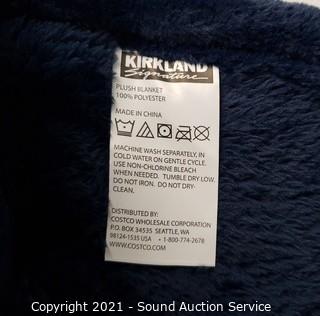 KIRKLAND
Signature
PLUSH BLANKET
100% POLYESTER
MADE IN CHINA
MACHINE WASH SEPARATELY, IN
COLD WATER ON GENTLE CYCLE.
USE NON-CHLORINE BLEACH
WHEN NEEDED. TUMBLE DRY LOW.
DO NOT IRON. DO NOT DRY-
CLEAN.
DISTRIBUTED BY:
COSTCO WHOLESALE CORPORATION
P.O. BOX 34535 SEATTLE, WA
98124-1535 USA • 1-800-774-2678
WWW.COSTCO.COM
Copyright 2021 - Sound Auction Service